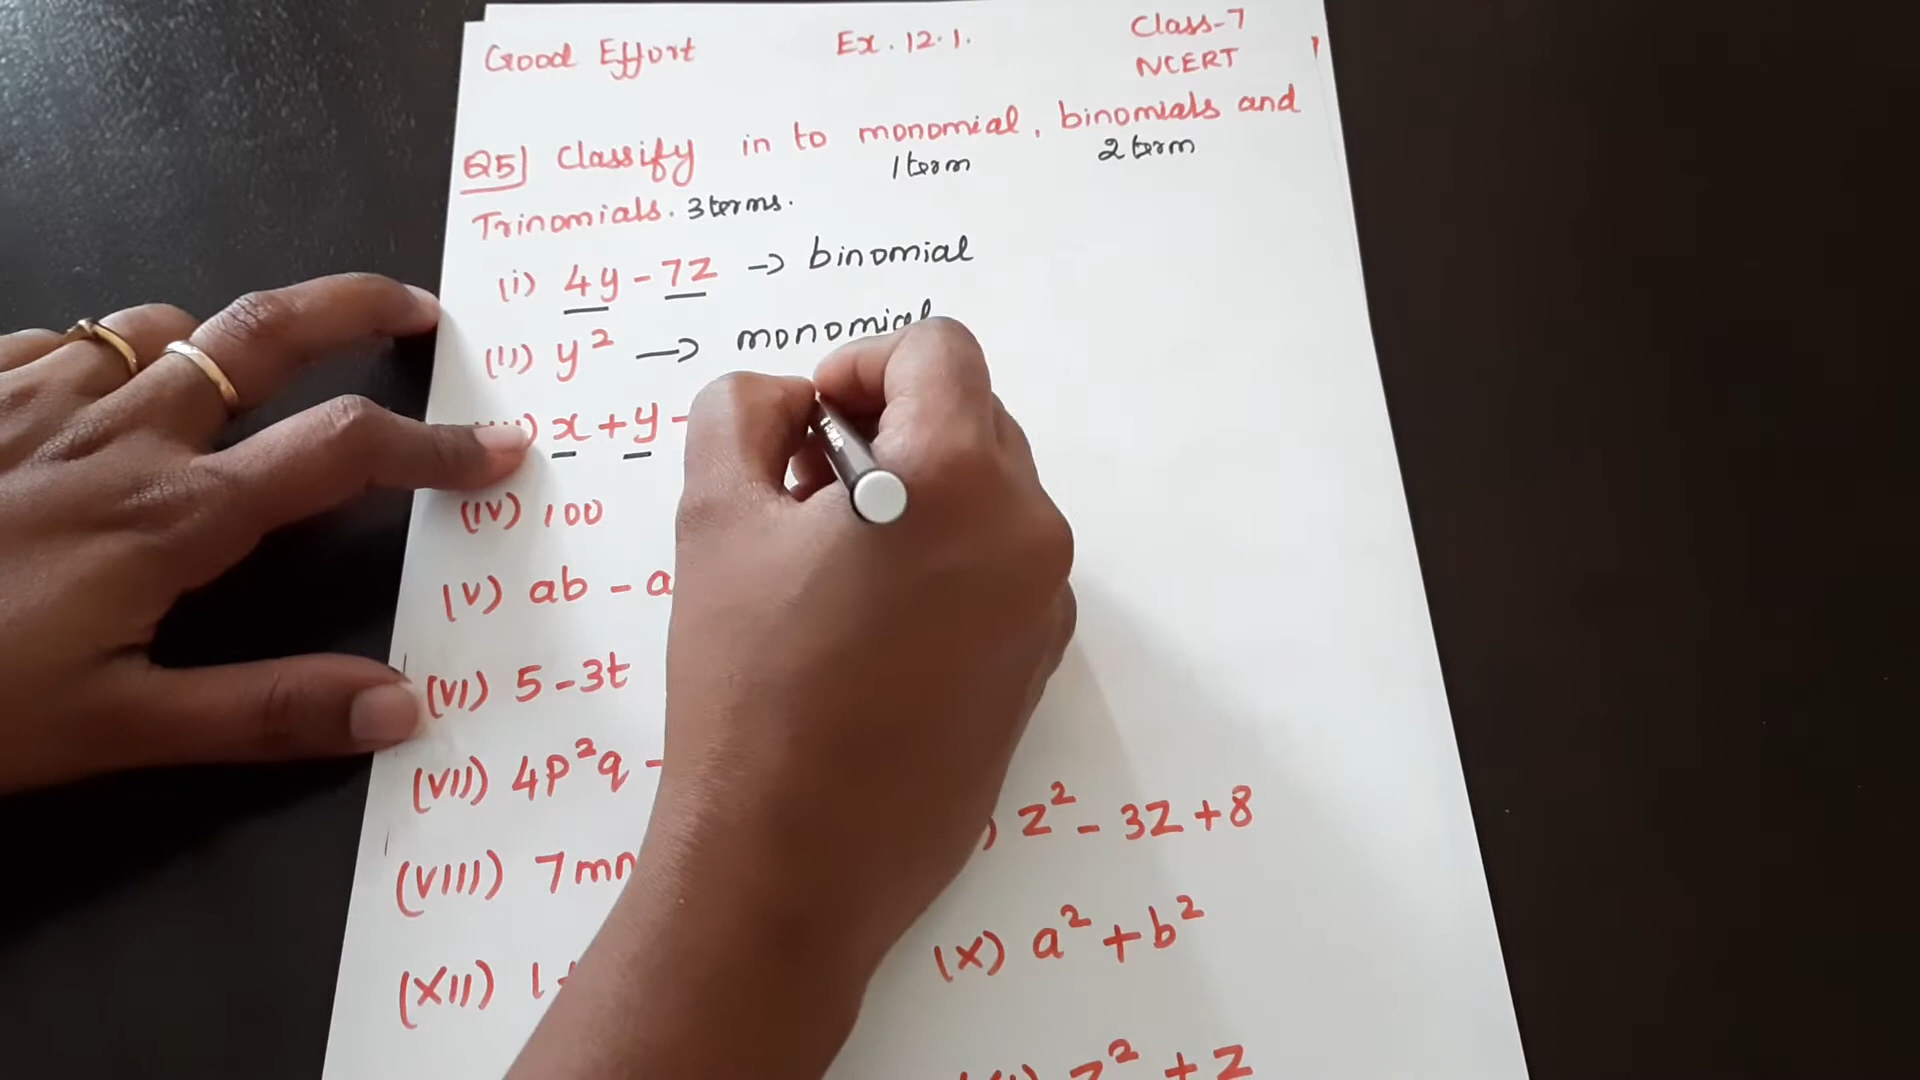 Good Effort Ex. 12.1. Class-7
NCERT
Q5] Classify in to monomial, binomials and
1 term 2 term
Trinomials. 3 terms.
(i) 4y - 7z -> binomial
(ii) y² -> monomial
x + y -
(IV) 100
(V) ab - a
(VI) 5 - 3t
(VII) 4p²q -
(VIII) 7mn
) z² - 3z + 8
(X) a² + b²
(XII) 1 +
z² + z